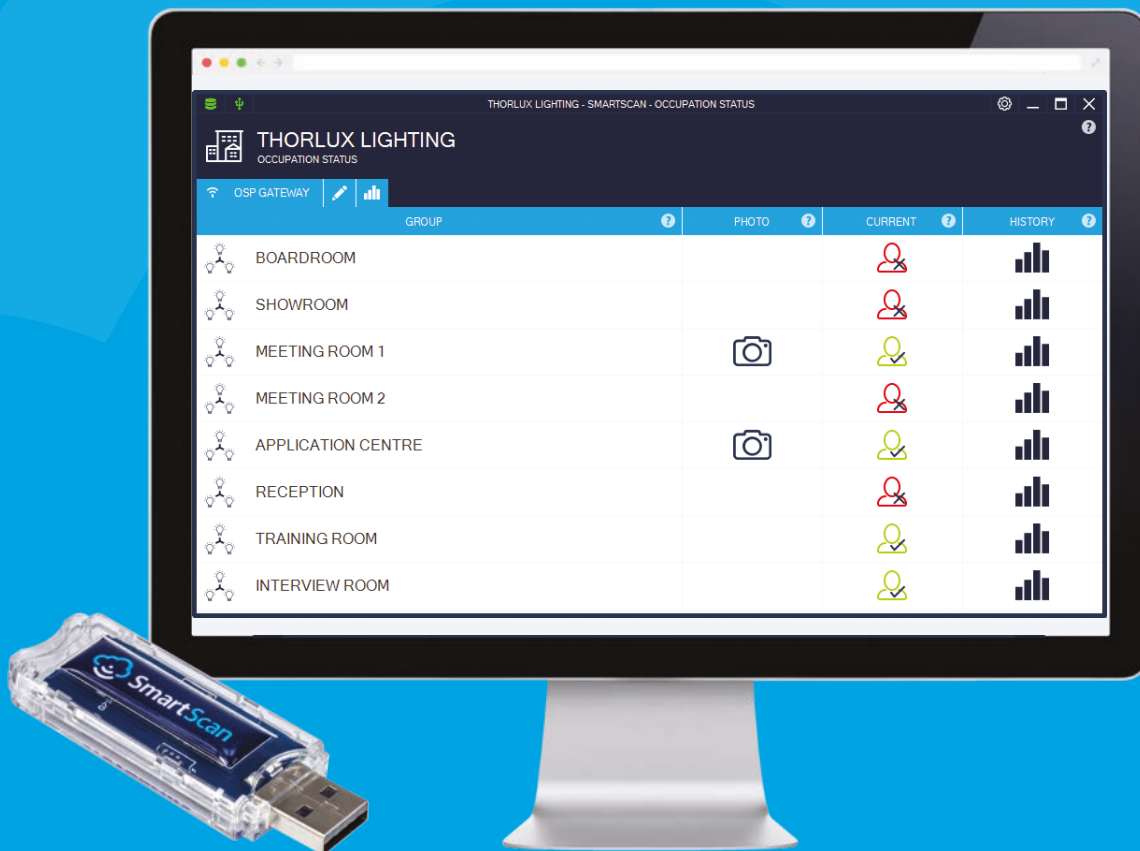 THORLUX LIGHTING - SMARTSCAN - OCCUPATION STATUS
THORLUX LIGHTING
OCCUPATION STATUS
OSP GATEWAY
GROUP ? PHOTO ? CURRENT ? HISTORY ?
BOARDROOM
SHOWROOM
MEETING ROOM 1
MEETING ROOM 2
APPLICATION CENTRE
RECEPTION
TRAINING ROOM
INTERVIEW ROOM
SmartScan